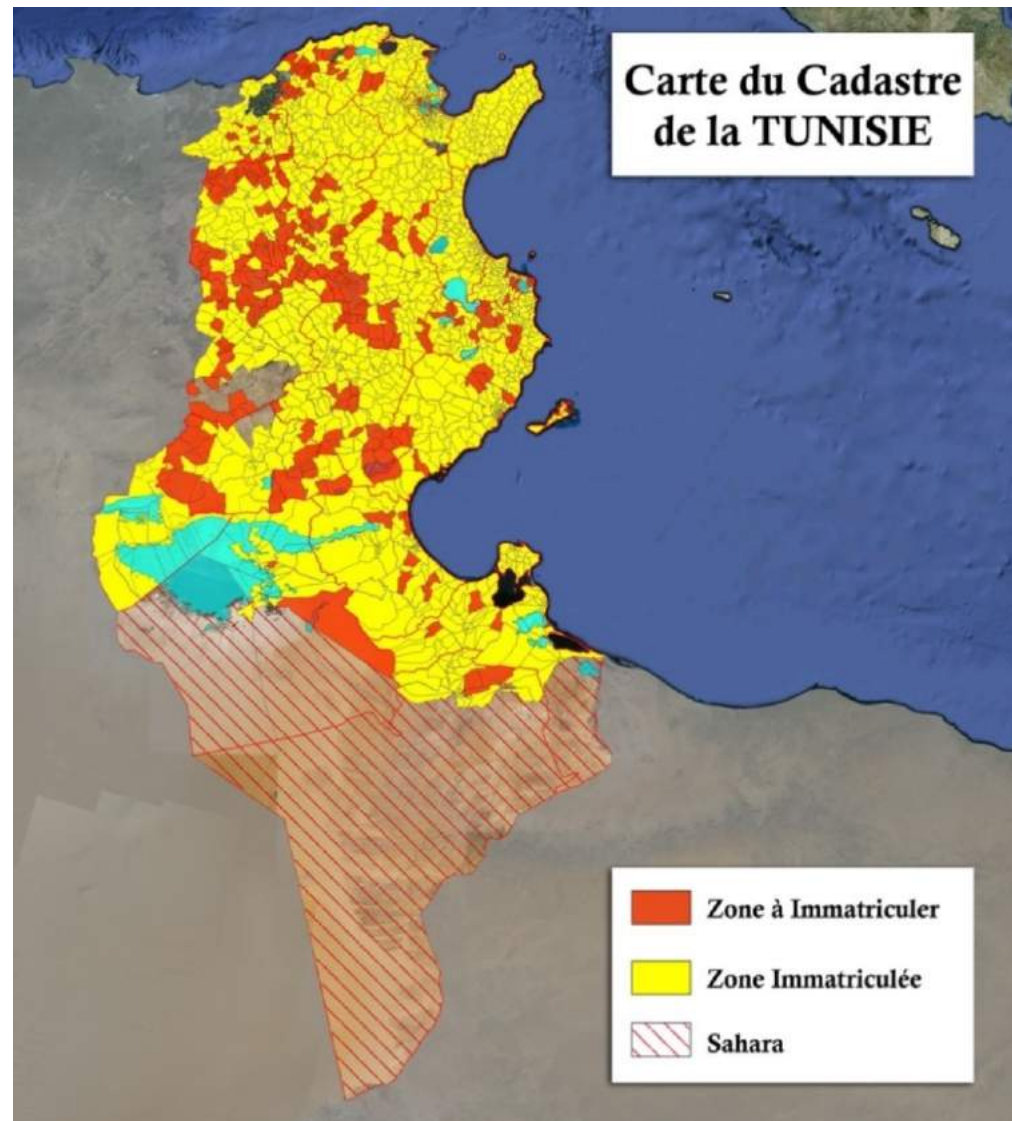 Carte du Cadastre
de la TUNISIE
Zone à Immatriculer
Zone Immatriculée
Sahara